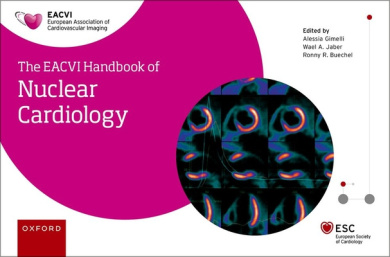 EACVI
European Association of
Cardiovascular Imaging
Edited by
Alessia Gimelli
Wael A. Jaber
Ronny R. Buechel
The EACVI Handbook of
Nuclear
Cardiology
OXFORD
ESC
European Society
of Cardiology